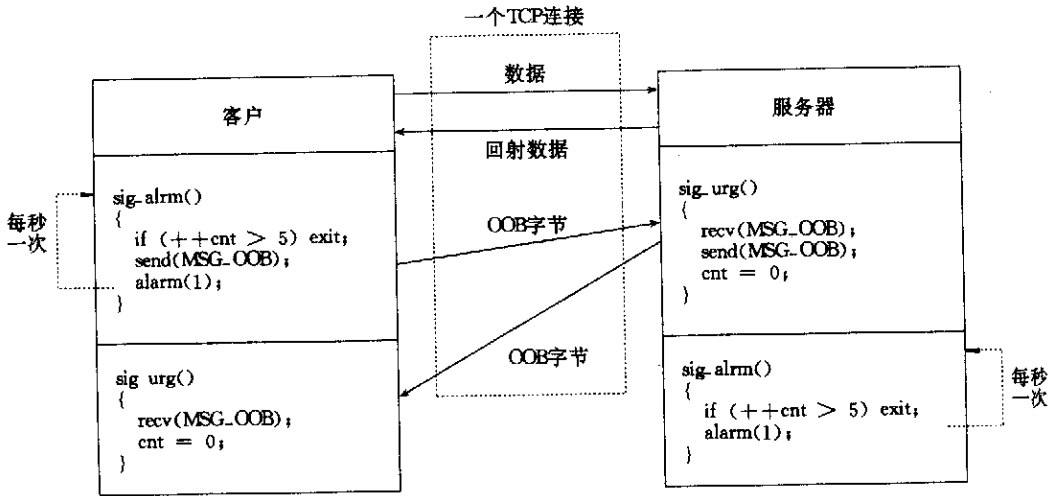 一个TCP连接
数据
客户
服务器
回射数据
sig_alrm()
{
if (++cnt > 5) exit;
send(MSG_OOB);
alarm(1);
}
每秒
一次
OOB字节
sig_urg()
{
recv(MSG_OOB);
send(MSG_OOB);
cnt = 0;
}
OOB字节
sig urg()
{
recv(MSG_OOB);
cnt = 0;
}
sig_alrm()
{
if (++cnt > 5) exit;
alarm(1);
}
每秒
一次